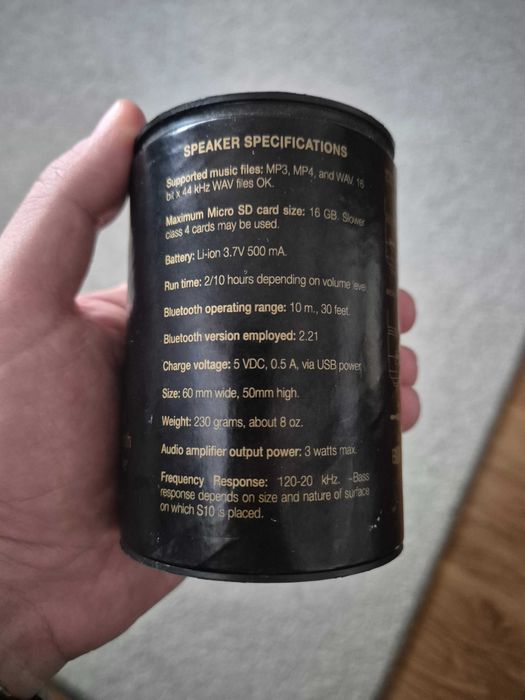 SPEAKER SPECIFICATIONS
Supported music files: MP3, MP4, and WAV 16
bit x 44 kHz WAV files OK.
Maximum Micro SD card size: 16 GB. Slower
class 4 cards may be used.
Battery: Li-ion 3.7V 500 mA.
Run time: 2/10 hours depending on volume level
Bluetooth operating range: 10 m., 30 feet.
Bluetooth version employed: 2.21
Charge voltage: 5 VDC, 0.5 A, via USB power
Size: 60 mm wide, 50mm high.
Weight: 230 grams, about 8 oz.
Audio amplifier output power: 3 watts max.
Frequency Response: 120-20 kHz. -Bass
response depends on size and nature of surface
on which S10 is placed.